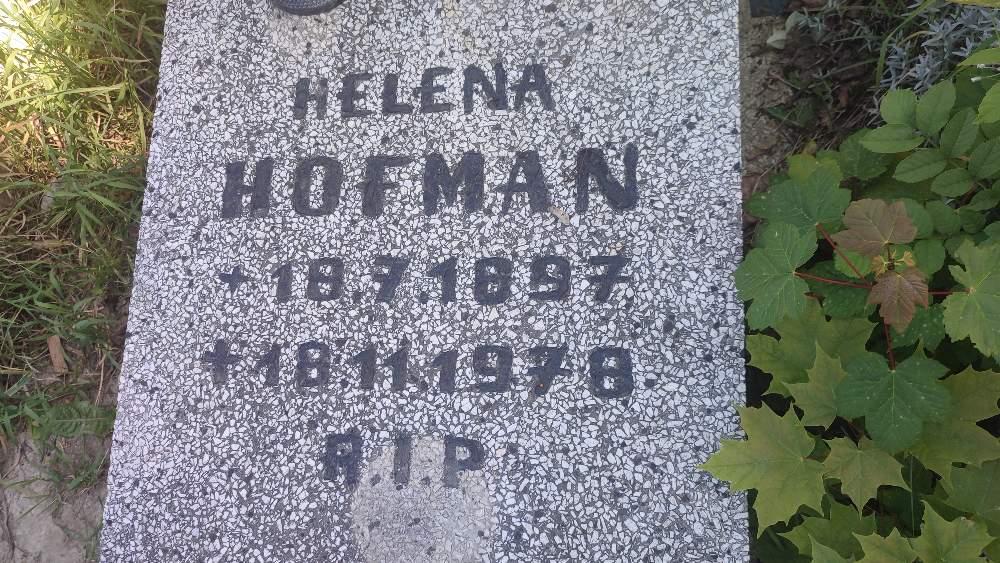 HELENA
HOFMAN
+ 18.7.1897
✝ 18.11.1978
RIP